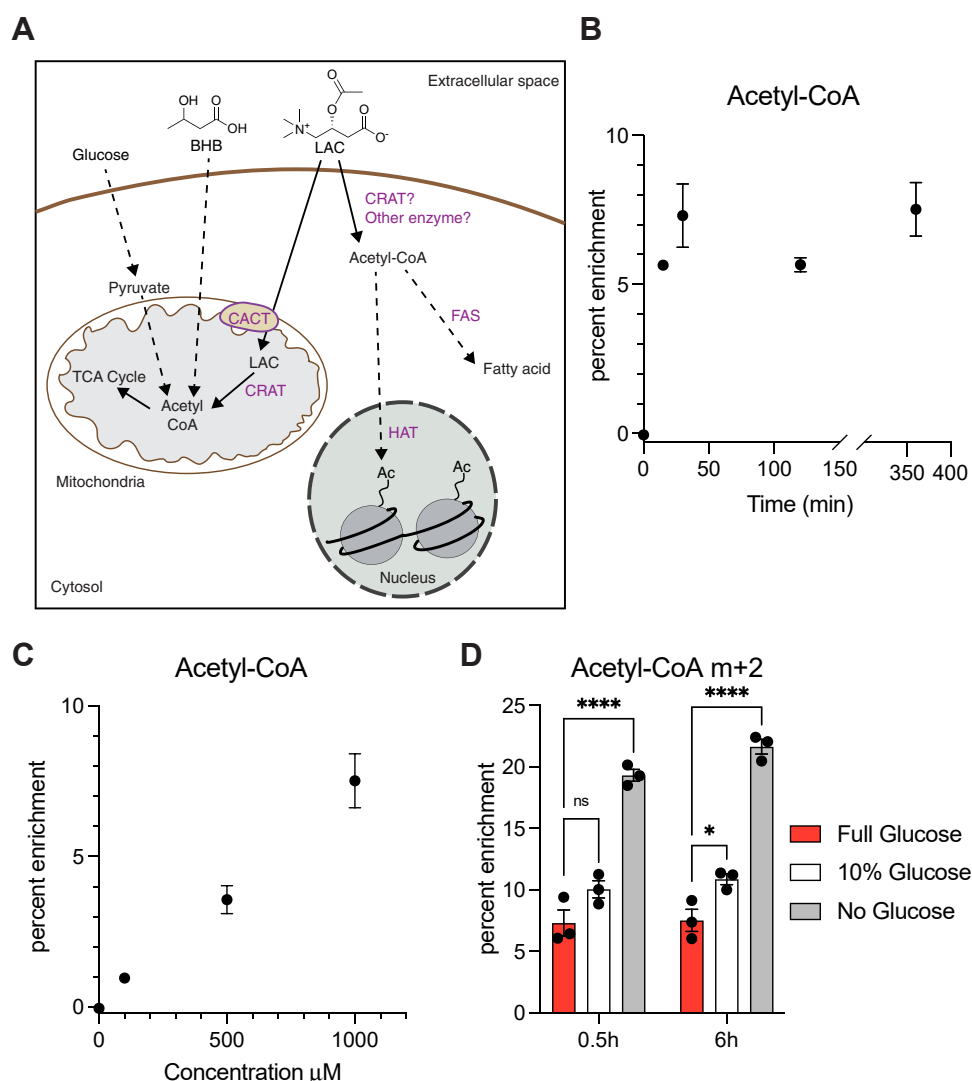 A
Extracellular space
OH
O
OH
BHB
O
O
O
N+
O-
LAC
Glucose
CRAT?
Other enzyme?
Acetyl-CoA
Pyruvate
CACT
FAS
LAC
TCA Cycle
CRAT
Fatty acid
Acetyl
CoA
HAT
Mitochondria
Ac
Ac
Nucleus
Cytosol
B
Acetyl-CoA
percent enrichment
10
5
0
0 50 100 150 350 400
Time (min)
C
Acetyl-CoA
percent enrichment
10
5
0
0 500 1000
Concentration μM
D
Acetyl-CoA m+2
percent enrichment
25
20
15
10
5
0
**** ****
ns *
0.5h 6h
Full Glucose
10% Glucose
No Glucose